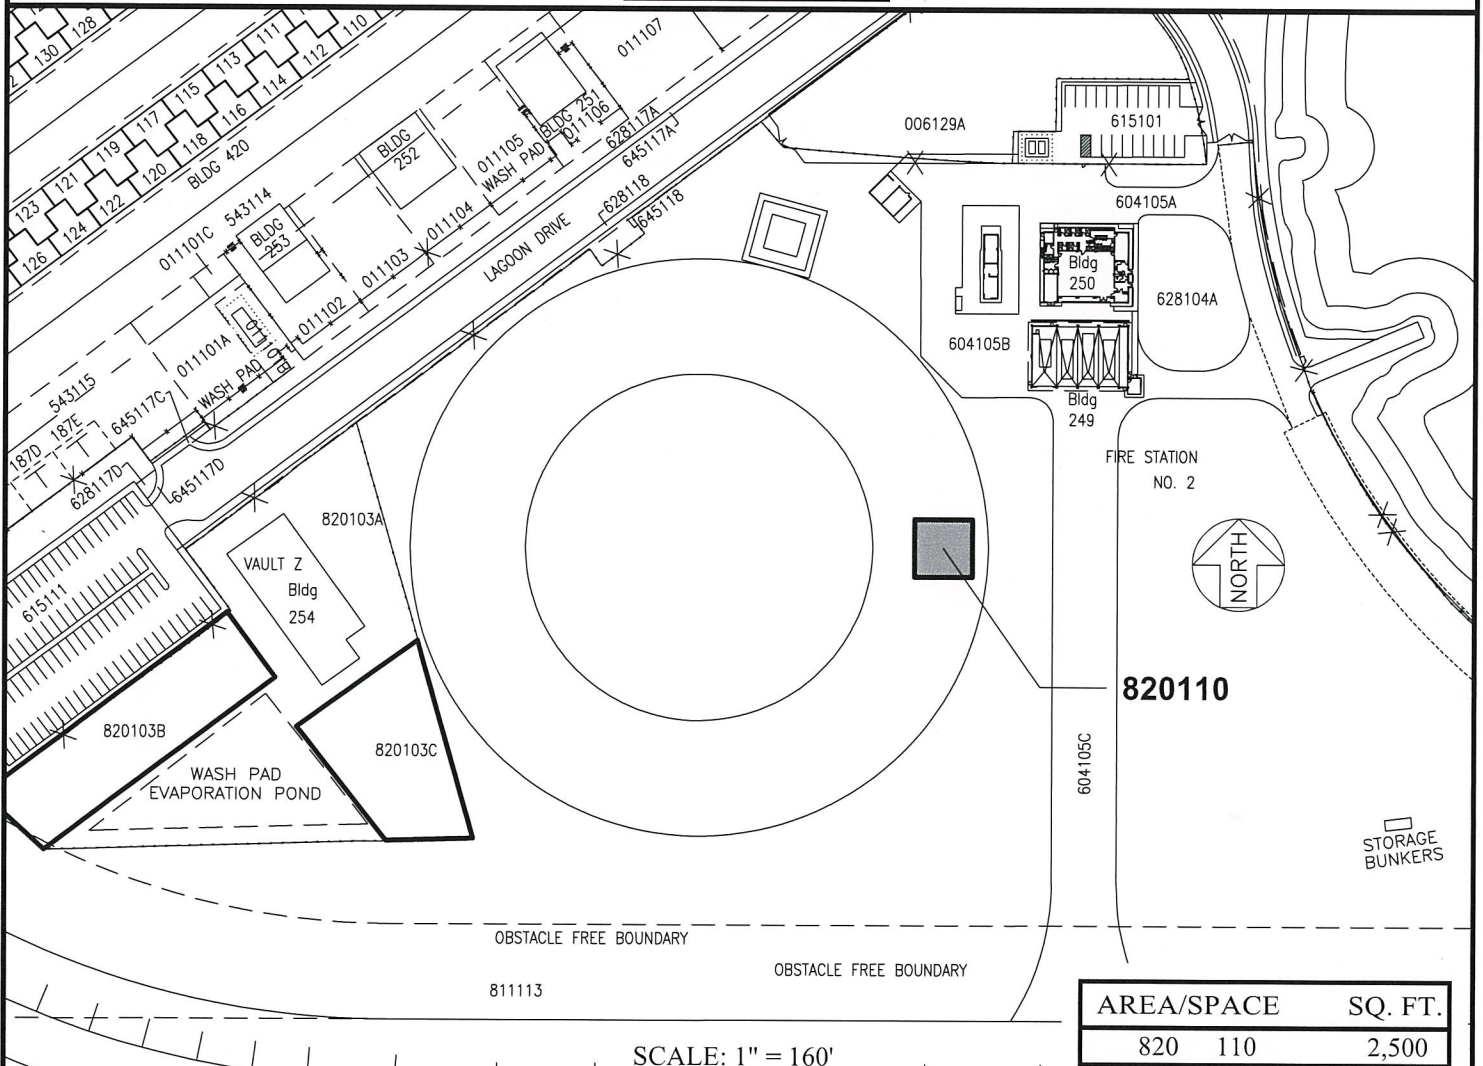 128
130
110
111
112
113
114
115
116
117
118
119
120
121
122
123
124
126
BLDG 420
011107
BLDG 251
011106
628117A
645117A
BLDG
252
011105
WASH PAD
011104
628118
645118
LAGOON DRIVE
543114
011101C
BLDG
253
011103
011102
011101B
011101A
WASH PAD
543115
645117C
187E
187D
628117D
645117D
006129A
615101
604105A
Bldg
250
628104A
604105B
Bldg
249
FIRE STATION
NO. 2
NORTH
820103A
VAULT Z
Bldg
254
615111
820110
820103B
820103C
WASH PAD
EVAPORATION POND
604105C
STORAGE
BUNKERS
OBSTACLE FREE BOUNDARY
OBSTACLE FREE BOUNDARY
811113
AREA/SPACE SQ. FT.
820 110 2,500
SCALE: 1" = 160'